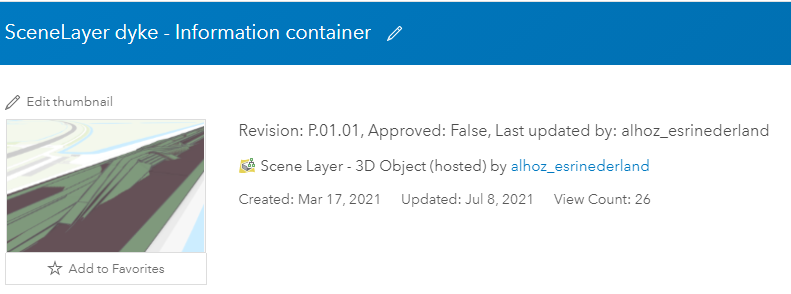 SceneLayer dyke - Information container
Edit thumbnail
Revision: P.01.01, Approved: False, Last updated by: alhoz_esrinederland
Scene Layer - 3D Object (hosted) by alhoz_esrinederland
Created: Mar 17, 2021 Updated: Jul 8, 2021 View Count: 26
Add to Favorites